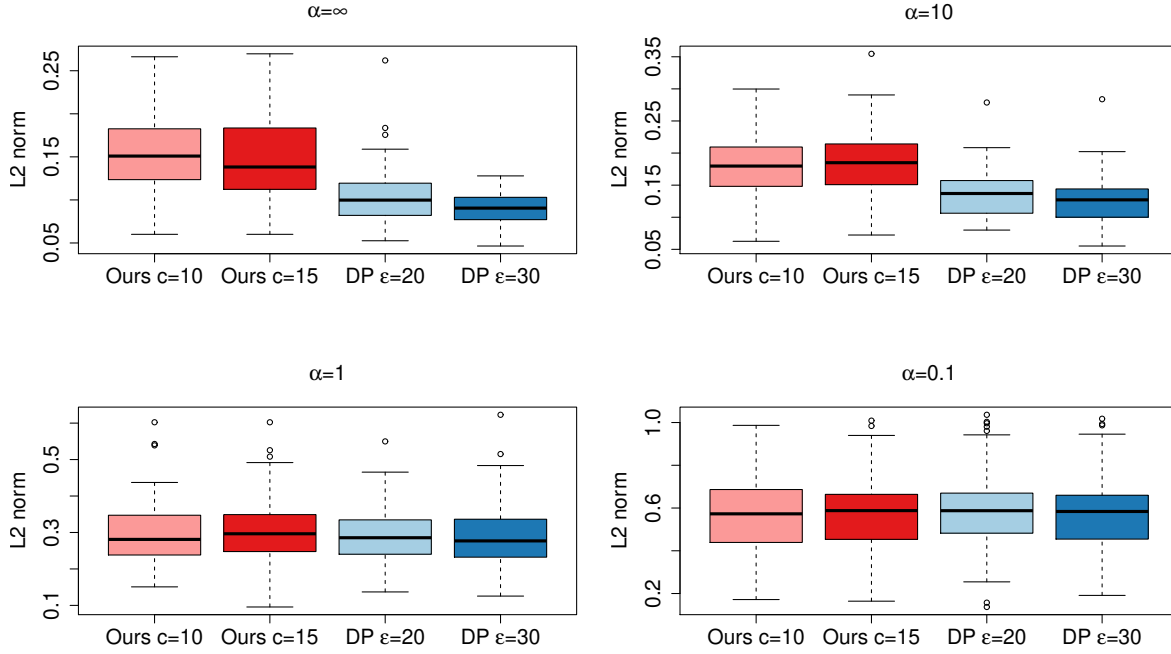 α=∞
L2 norm
0.25
0.15
0.05
Ours c=10 Ours c=15 DP ε=20 DP ε=30
α=10
L2 norm
0.35
0.25
0.15
0.05
Ours c=10 Ours c=15 DP ε=20 DP ε=30
α=1
L2 norm
0.5
0.3
0.1
Ours c=10 Ours c=15 DP ε=20 DP ε=30
α=0.1
L2 norm
1.0
0.6
0.2
Ours c=10 Ours c=15 DP ε=20 DP ε=30